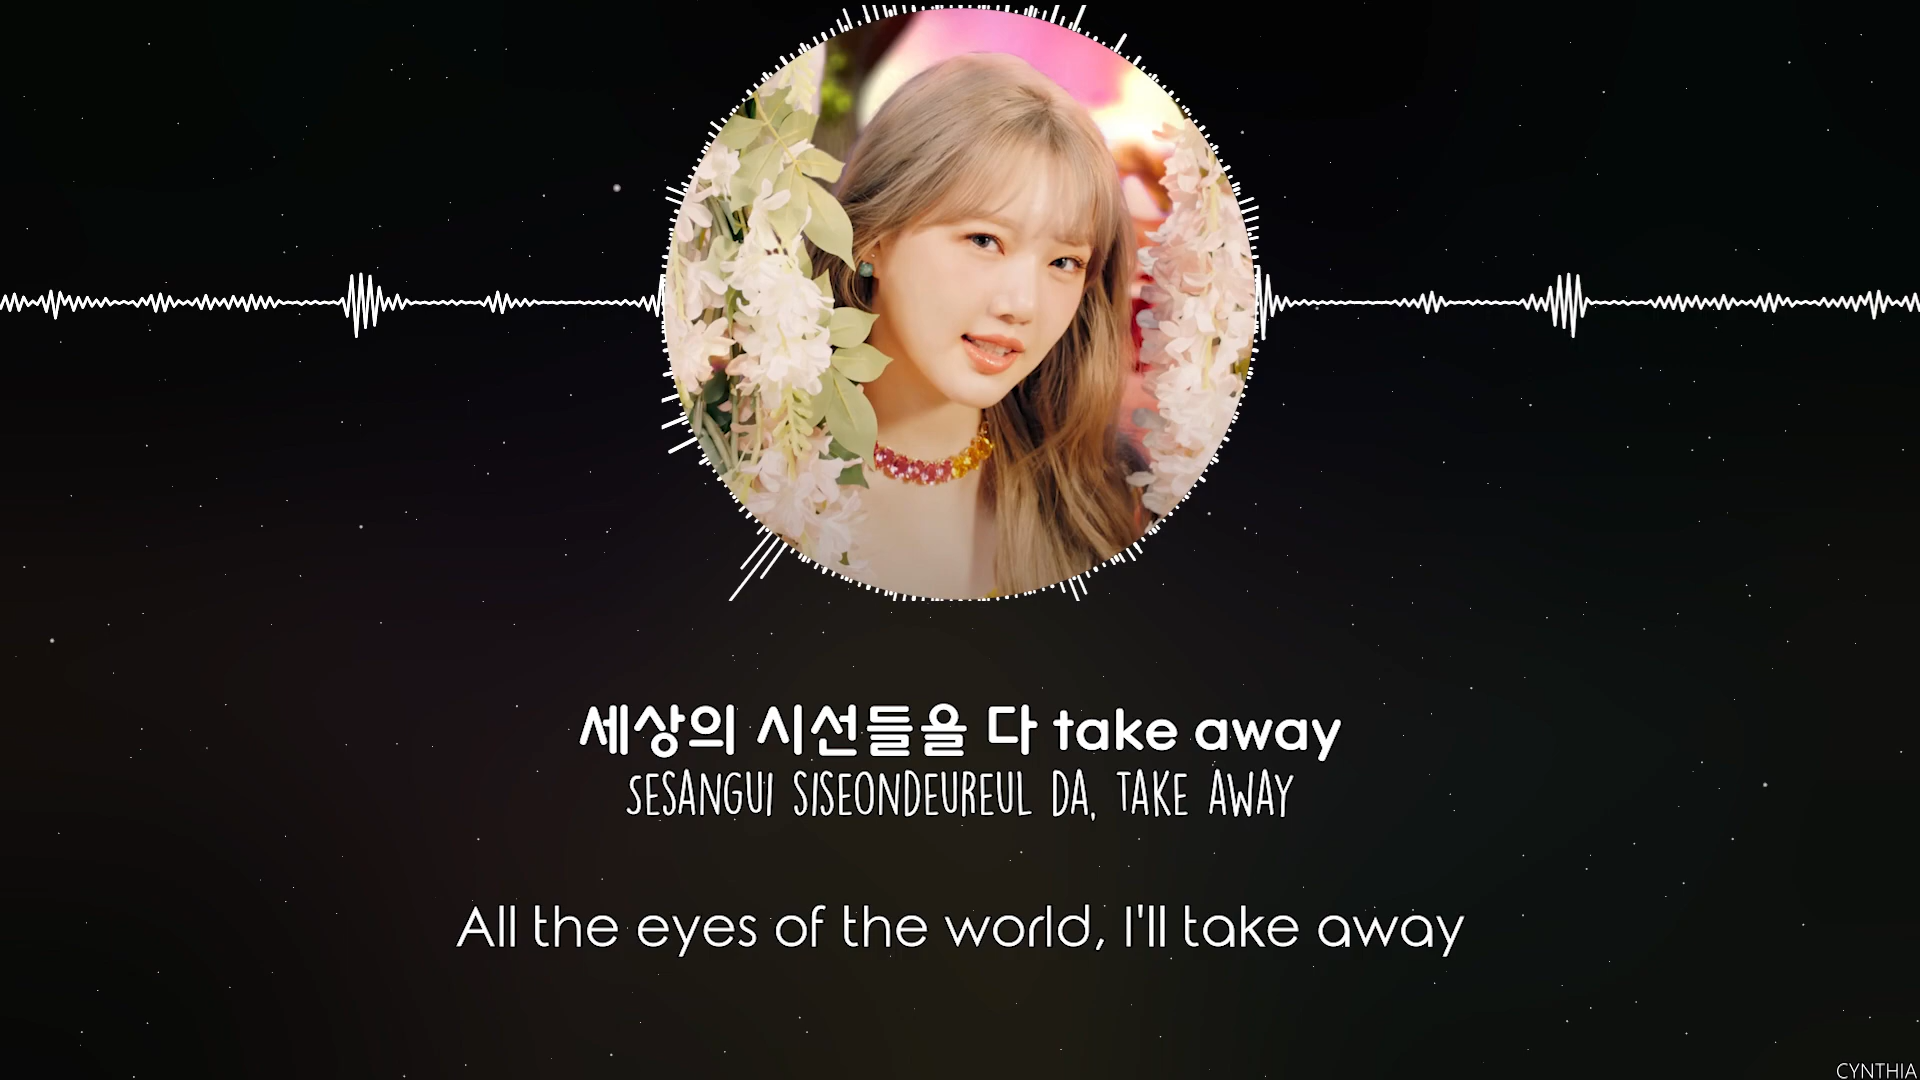 세상의 시선들을 다 take away
SESANGUI SISEONDEUREUL DA, TAKE AWAY
All the eyes of the world, I'll take away
CYNTHIA